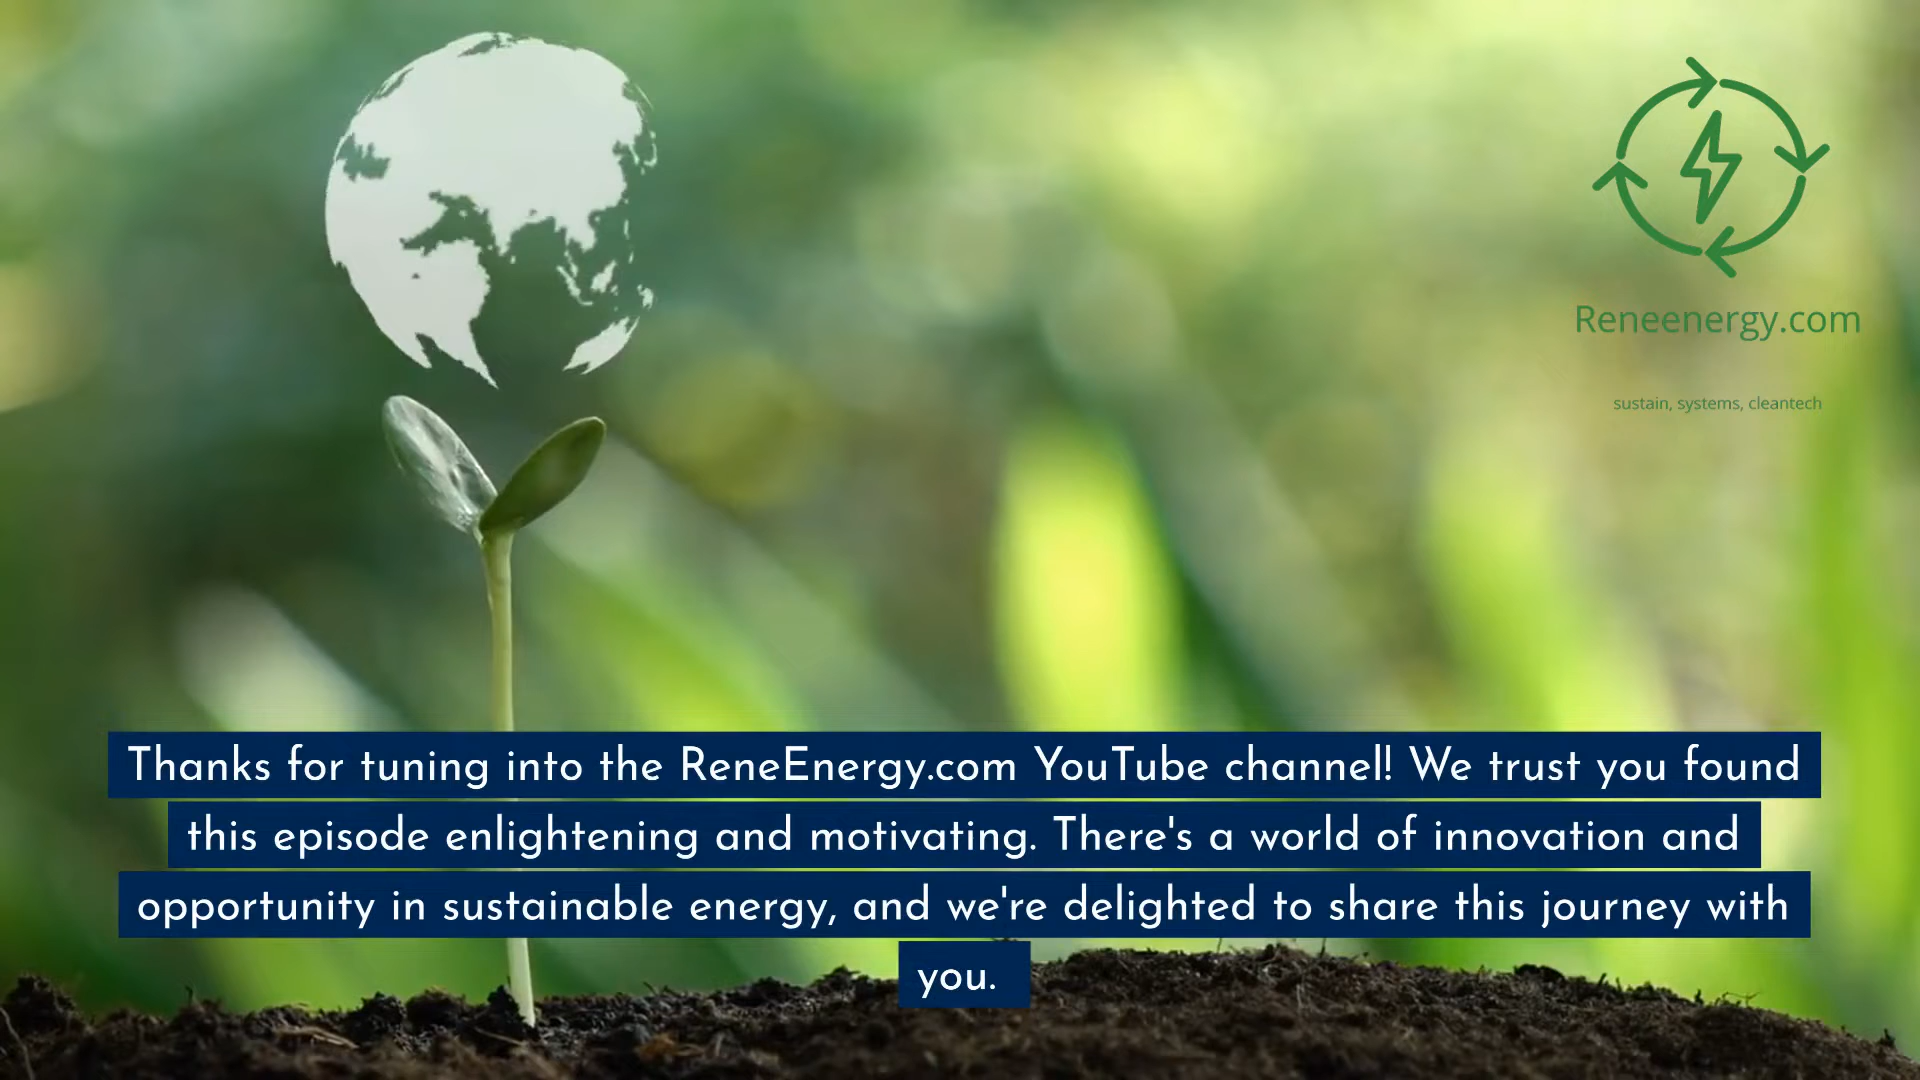 Reneenergy.com
sustain, systems, cleantech
Thanks for tuning into the ReneEnergy.com YouTube channel! We trust you found
this episode enlightening and motivating. There's a world of innovation and
opportunity in sustainable energy, and we're delighted to share this journey with
you.